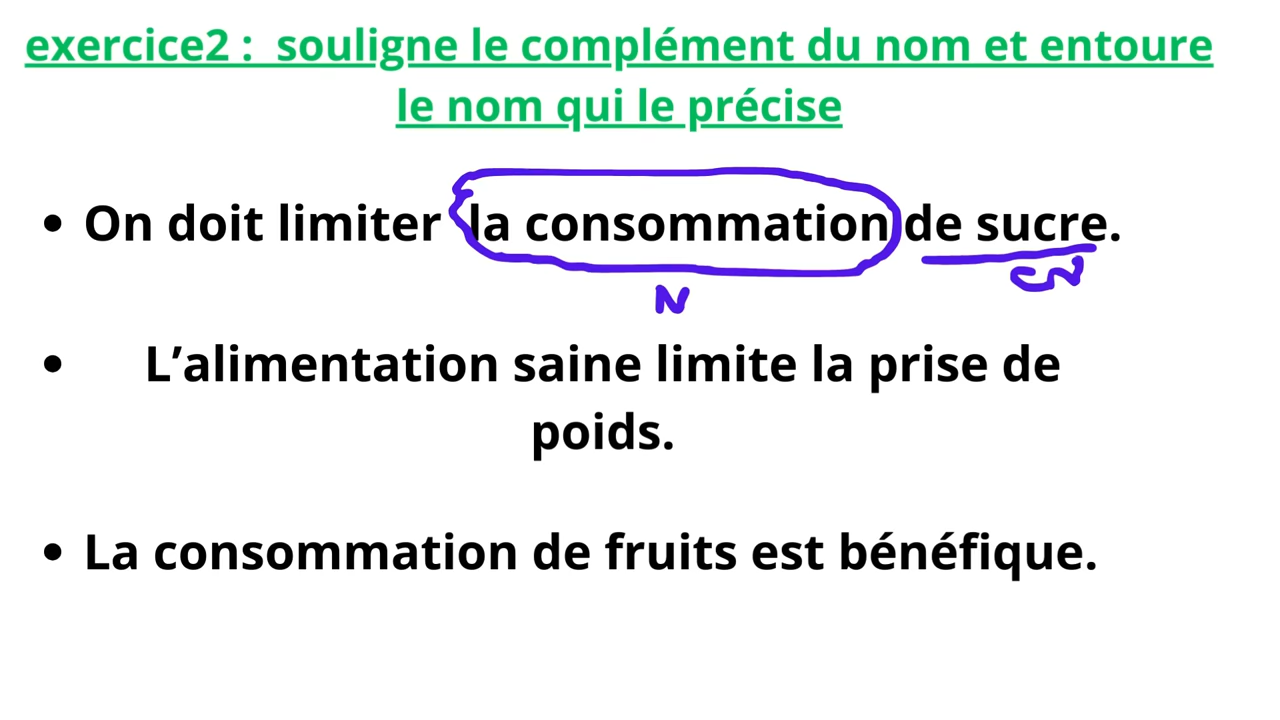 exercice2 : souligne le complément du nom et entoure
le nom qui le précise
• On doit limiter la consommation de sucre.
N
CN
• L’alimentation saine limite la prise de
poids.
• La consommation de fruits est bénéfique.